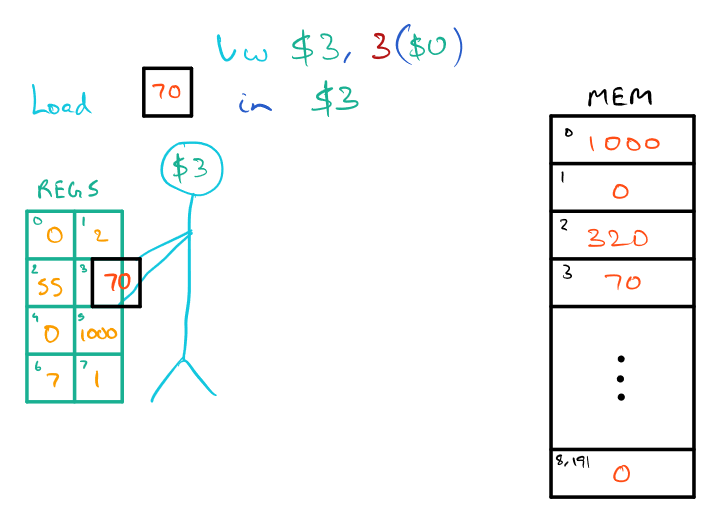 lw $3, 3($0)
Load 70 in $3
MEM
0 1000
1 0
2 320
3 70
8,191 0
$3
REGS
0 0 1 2
2 55 3 70
4 0 5 1000
6 7 7 1